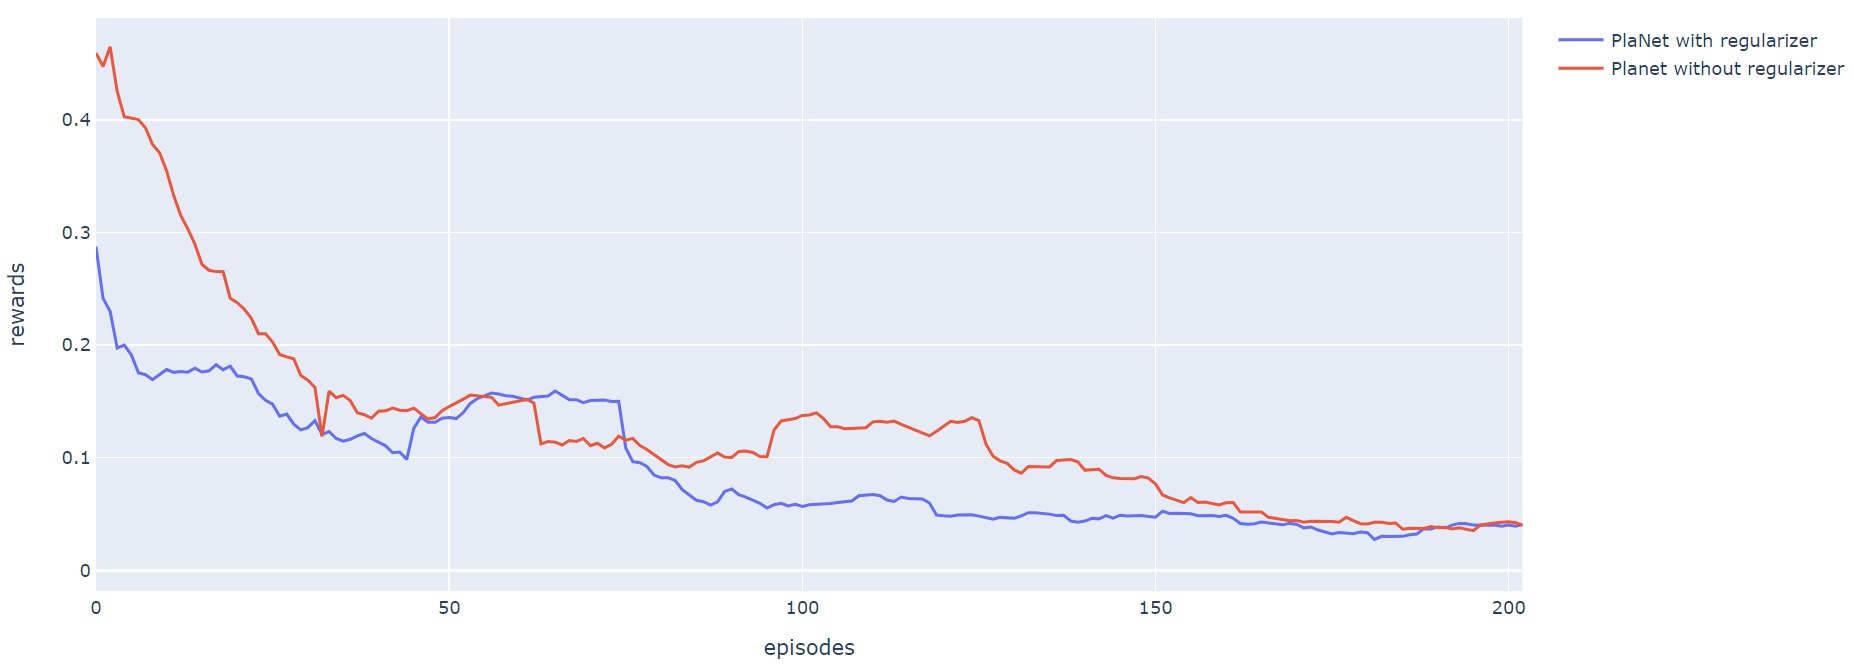 PlaNet with regularizer
Planet without regularizer
0.4
0.3
0.2
0.1
0
rewards
0
50
100
150
200
episodes